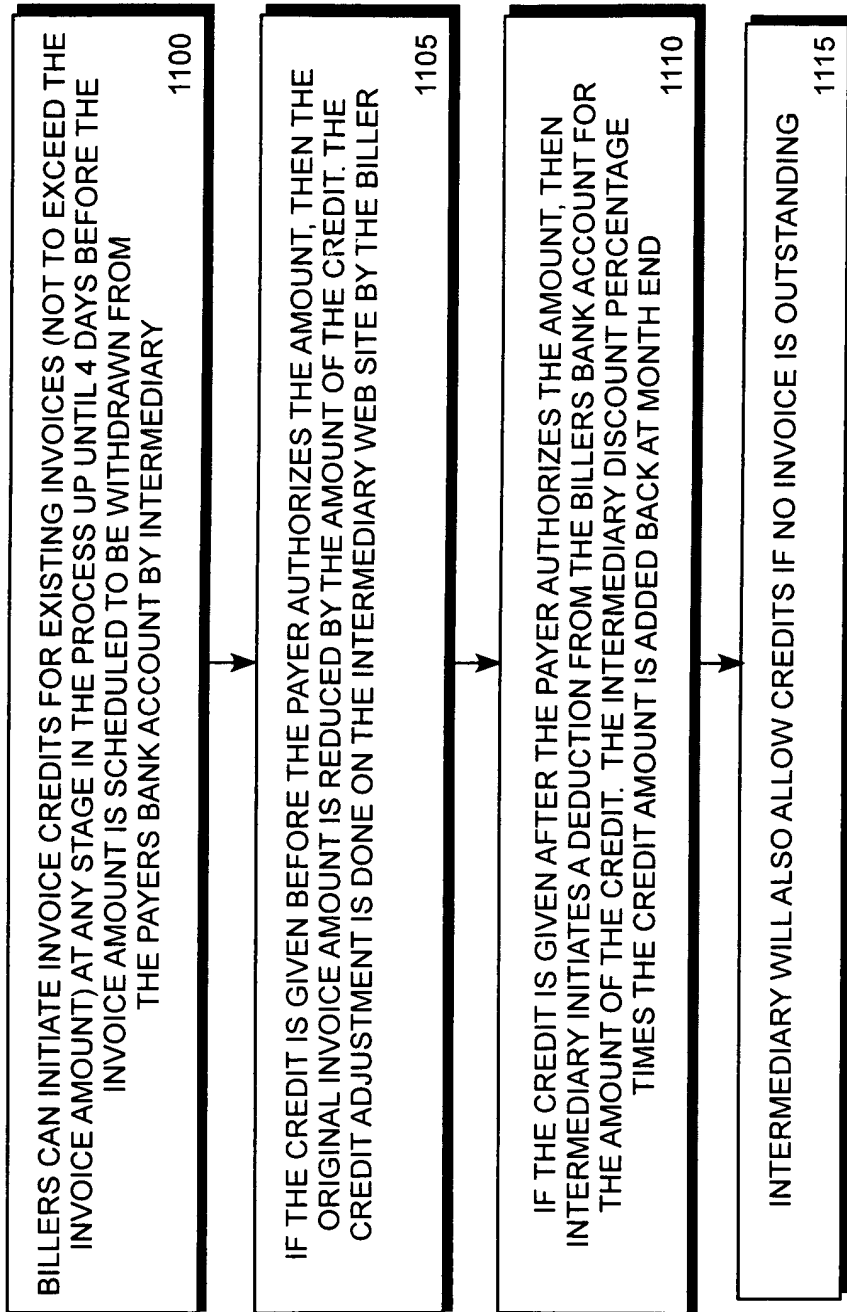 BILLERS CAN INITIATE INVOICE CREDITS FOR EXISTING INVOICES (NOT TO EXCEED THE
INVOICE AMOUNT) AT ANY STAGE IN THE PROCESS UP UNTIL 4 DAYS BEFORE THE
INVOICE AMOUNT IS SCHEDULED TO BE WITHDRAWN FROM
THE PAYERS BANK ACCOUNT BY INTERMEDIARY
1100
IF THE CREDIT IS GIVEN BEFORE THE PAYER AUTHORIZES THE AMOUNT, THEN THE
ORIGINAL INVOICE AMOUNT IS REDUCED BY THE AMOUNT OF THE CREDIT. THE
CREDIT ADJUSTMENT IS DONE ON THE INTERMEDIARY WEB SITE BY THE BILLER
1105
IF THE CREDIT IS GIVEN AFTER THE PAYER AUTHORIZES THE AMOUNT, THEN
INTERMEDIARY INITIATES A DEDUCTION FROM THE BILLERS BANK ACCOUNT FOR
THE AMOUNT OF THE CREDIT. THE INTERMEDIARY DISCOUNT PERCENTAGE
TIMES THE CREDIT AMOUNT IS ADDED BACK AT MONTH END
1110
INTERMEDIARY WILL ALSO ALLOW CREDITS IF NO INVOICE IS OUTSTANDING
1115